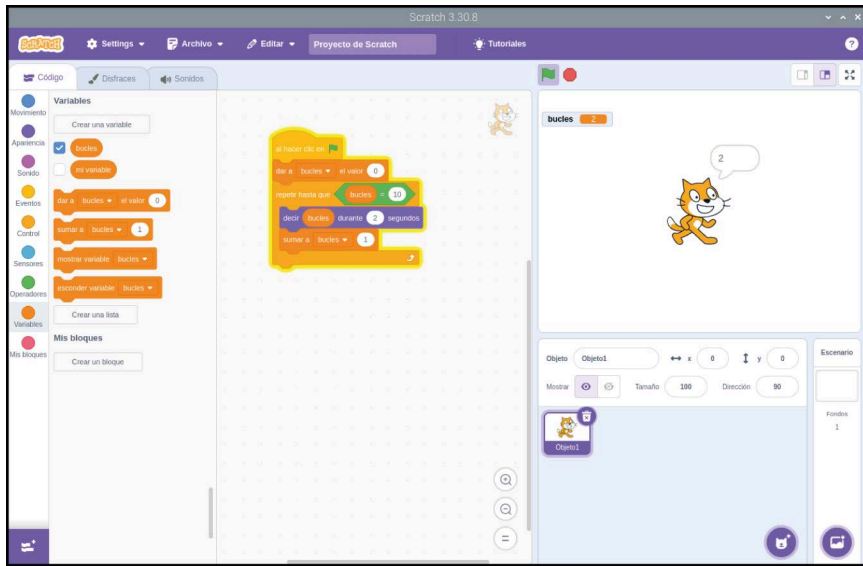 Scratch 3.30.8
SCRATCH Settings Archivo Editar Proyecto de Scratch Tutoriales
Código Disfraces Sonidos
Movimiento
Apariencia
Sonido
Eventos
Control
Sensores
Operadores
Variables
Mis bloques
Variables
Crear una variable
bucles
mi variable
dar a bucles el valor 0
sumar a bucles 1
mostrar variable bucles
esconder variable bucles
Crear una lista
Mis bloques
Crear un bloque
al hacer clic en
dar a bucles el valor 0
repetir hasta que bucles = 10
decir bucles durante 2 segundos
sumar a bucles 1
bucles 2
2
Objeto Objeto1 x 0 y 0
Mostrar Tamaño 100 Dirección 90
Objeto1
Escenario
Fondos
1